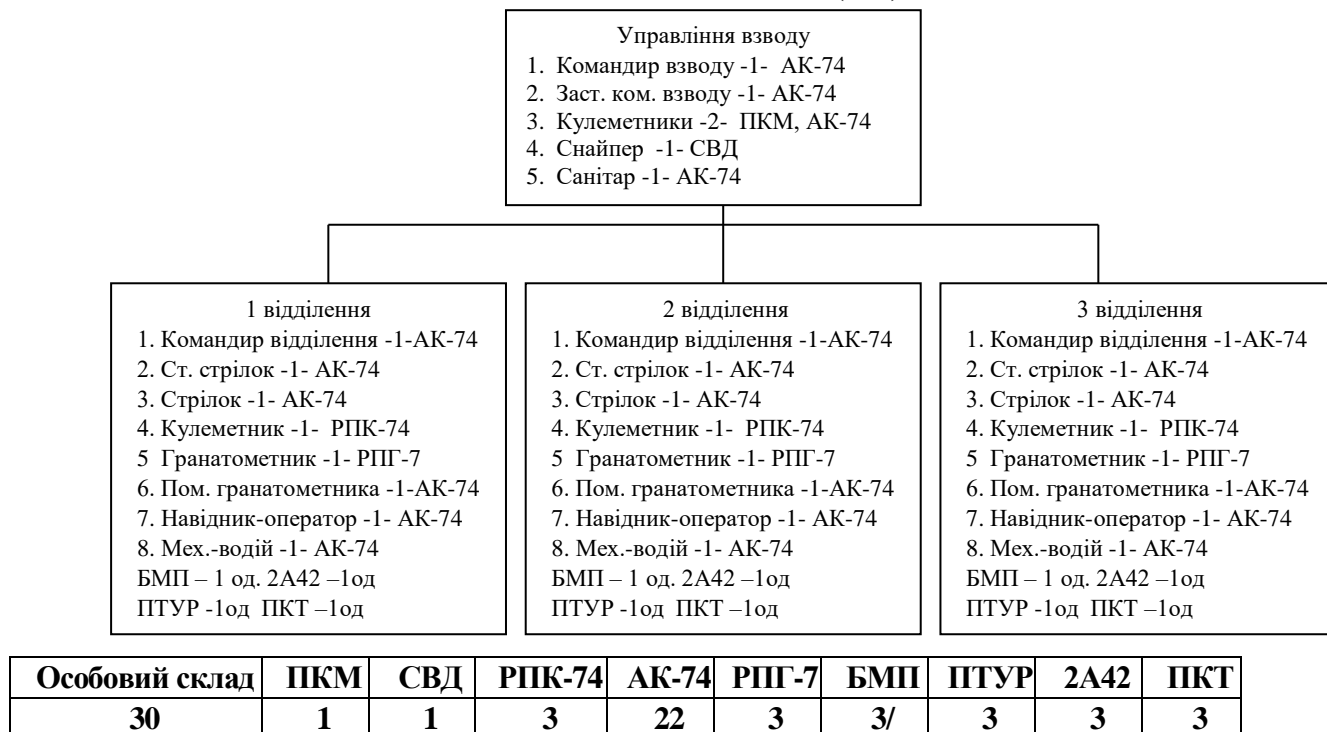 Управління взводу
1. Командир взводу -1- АК-74
2. Заст. ком. взводу -1- АК-74
3. Кулеметники -2- ПКМ, АК-74
4. Снайпер -1- СВД
5. Санітар -1- АК-74
1 відділення
1. Командир відділення -1-АК-74
2. Ст. стрілок -1- АК-74
3. Стрілок -1- АК-74
4. Кулеметник -1- РПК-74
5 Гранатометник -1- РПГ-7
6. Пом. гранатометника -1-АК-74
7. Навідник-оператор -1- АК-74
8. Мех.-водій -1- АК-74
БМП – 1 од. 2А42 –1од
ПТУР -1од ПКТ –1од
2 відділення
1. Командир відділення -1-АК-74
2. Ст. стрілок -1- АК-74
3. Стрілок -1- АК-74
4. Кулеметник -1- РПК-74
5 Гранатометник -1- РПГ-7
6. Пом. гранатометника -1-АК-74
7. Навідник-оператор -1- АК-74
8. Мех.-водій -1- АК-74
БМП – 1 од. 2А42 –1од
ПТУР -1од ПКТ –1од
3 відділення
1. Командир відділення -1-АК-74
2. Ст. стрілок -1- АК-74
3. Стрілок -1- АК-74
4. Кулеметник -1- РПК-74
5 Гранатометник -1- РПГ-7
6. Пом. гранатометника -1-АК-74
7. Навідник-оператор -1- АК-74
8. Мех.-водій -1- АК-74
БМП – 1 од. 2А42 –1од
ПТУР -1од ПКТ –1од
Особовий склад ПКМ СВД РПК-74 АК-74 РПГ-7 БМП ПТУР 2А42 ПКТ
30 1 1 3 22 3 3/ 3 3 3